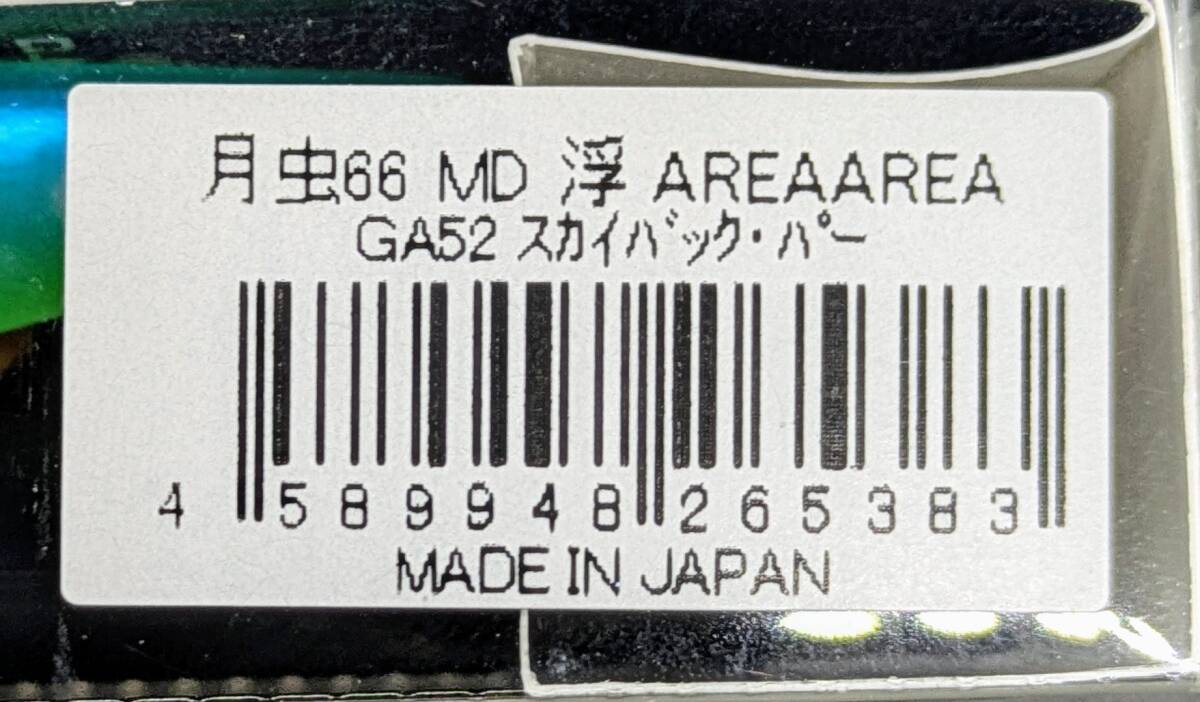 月虫66 MD 浮 AREAAREA
GA52 スカイバック・パー
4 589948 265383
MADE IN JAPAN